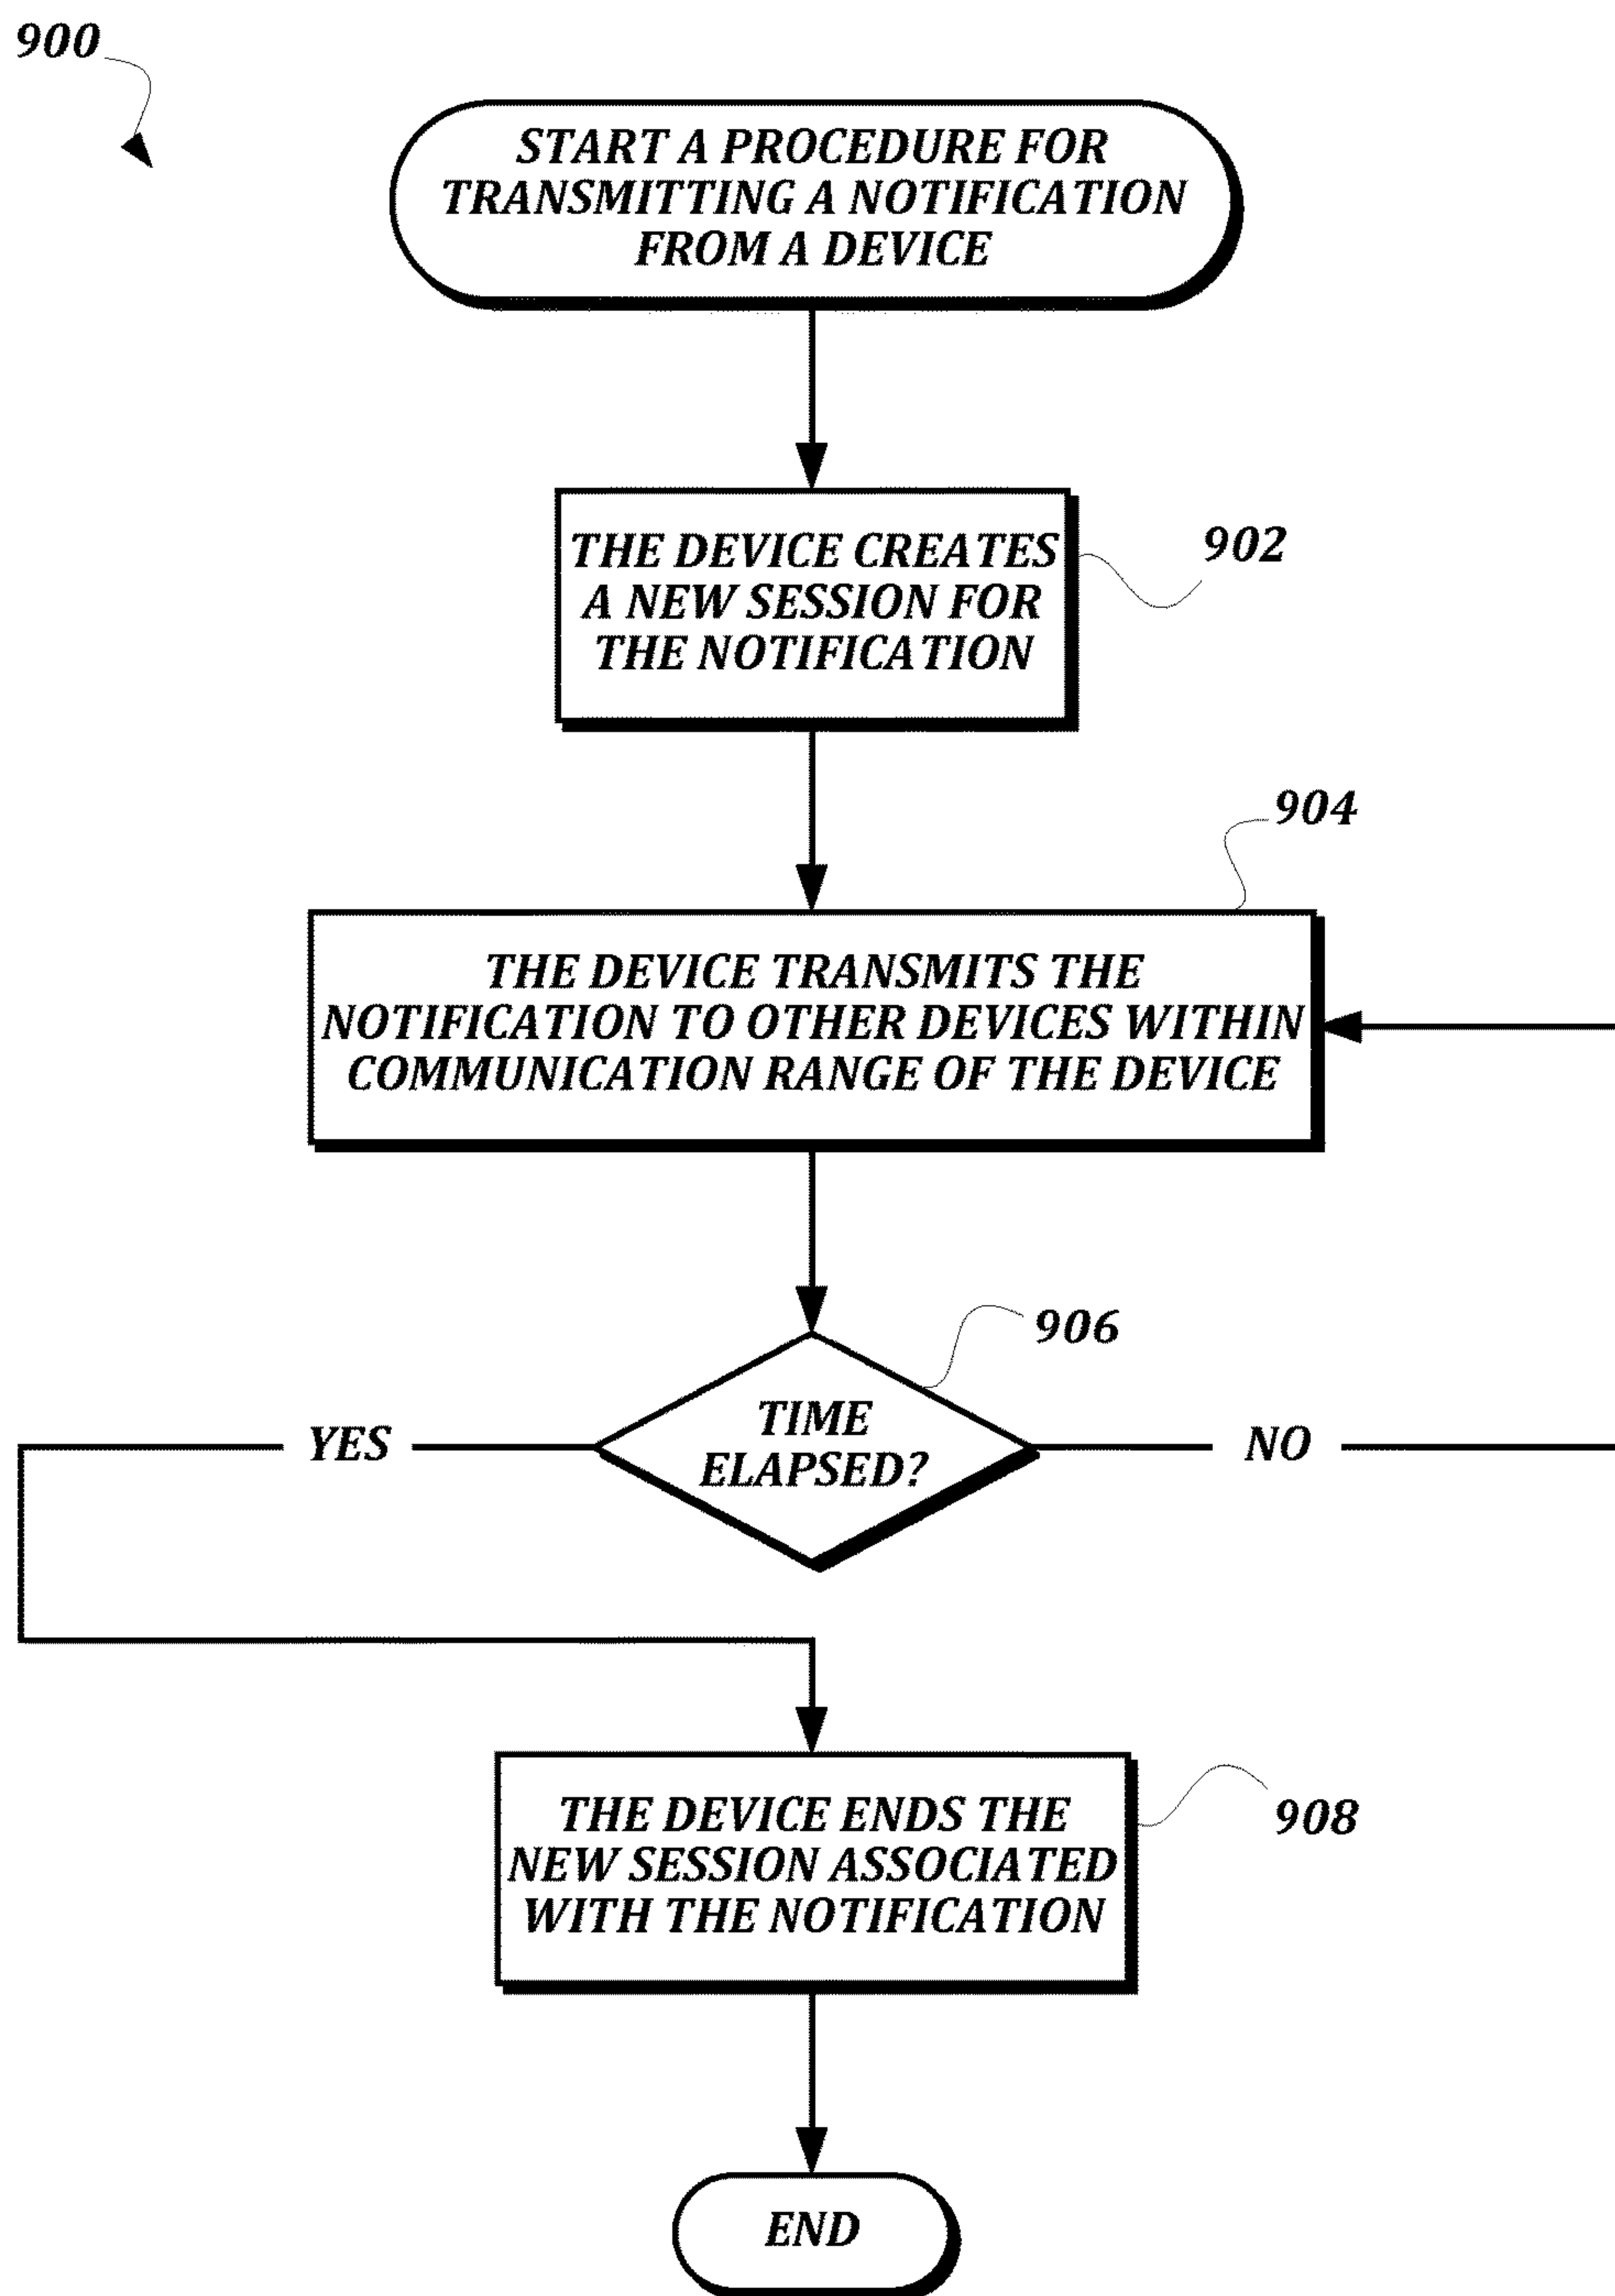 900
START A PROCEDURE FOR
TRANSMITTING A NOTIFICATION
FROM A DEVICE
THE DEVICE CREATES
A NEW SESSION FOR
THE NOTIFICATION
902
904
THE DEVICE TRANSMITS THE
NOTIFICATION TO OTHER DEVICES WITHIN
COMMUNICATION RANGE OF THE DEVICE
906
TIME
ELAPSED?
YES
NO
THE DEVICE ENDS THE
NEW SESSION ASSOCIATED
WITH THE NOTIFICATION
908
END